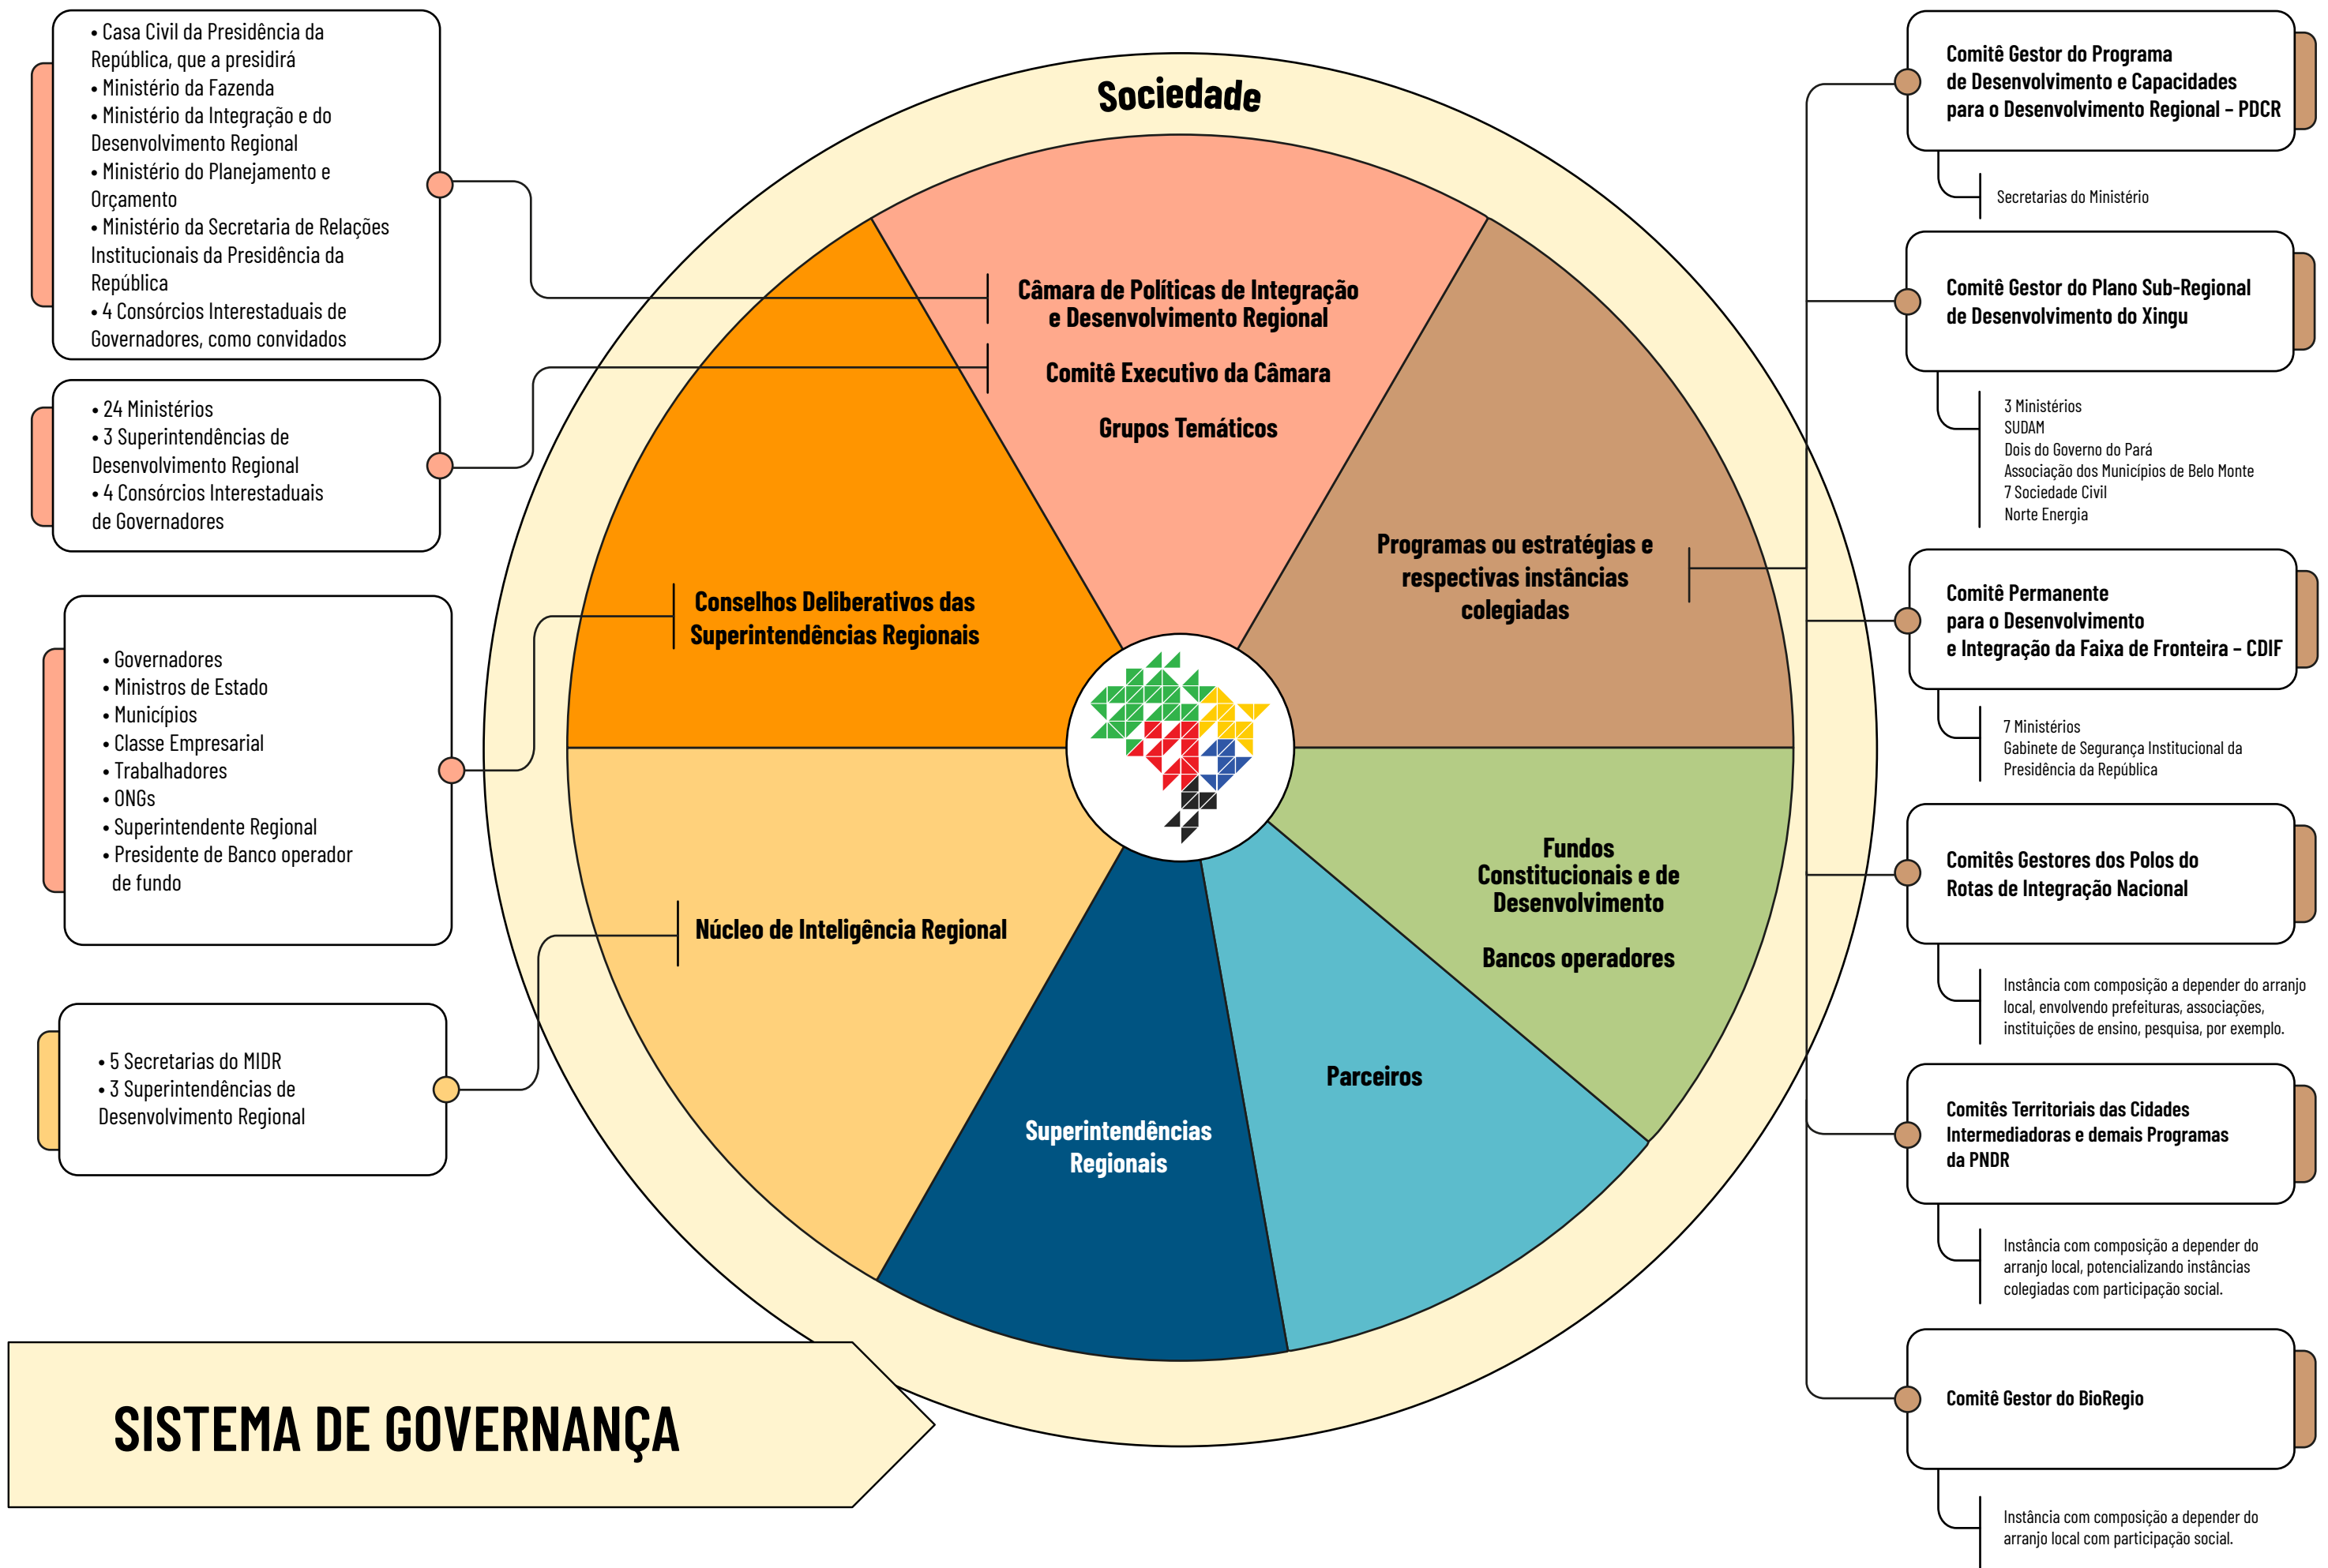 • Casa Civil da Presidência da
República, que a presidirá
• Ministério da Fazenda
• Ministério da Integração e do
Desenvolvimento Regional
• Ministério do Planejamento e
Orçamento
• Ministério da Secretaria de Relações
Institucionais da Presidência da
República
• 4 Consórcios Interestaduais de
Governadores, como convidados
• 24 Ministérios
• 3 Superintendências de
Desenvolvimento Regional
• 4 Consórcios Interestaduais
de Governadores
• Governadores
• Ministros de Estado
• Municípios
• Classe Empresarial
• Trabalhadores
• ONGs
• Superintendente Regional
• Presidente de Banco operador
de fundo
• 5 Secretarias do MIDR
• 3 Superintendências de
Desenvolvimento Regional
SISTEMA DE GOVERNANÇA
Sociedade
Câmara de Políticas de Integração
e Desenvolvimento Regional
Comitê Executivo da Câmara
Grupos Temáticos
Conselhos Deliberativos das
Superintendências Regionais
Programas ou estratégias e
respectivas instâncias
colegiadas
Núcleo de Inteligência Regional
Fundos
Constitucionais e de
Desenvolvimento
Bancos operadores
Superintendências
Regionais
Parceiros
Comitê Gestor do Programa
de Desenvolvimento e Capacidades
para o Desenvolvimento Regional – PDCR
Secretarias do Ministério
Comitê Gestor do Plano Sub-Regional
de Desenvolvimento do Xingu
3 Ministérios
SUDAM
Dois do Governo do Pará
Associação dos Municípios de Belo Monte
7 Sociedade Civil
Norte Energia
Comitê Permanente
para o Desenvolvimento
e Integração da Faixa de Fronteira – CDIF
7 Ministérios
Gabinete de Segurança Institucional da
Presidência da República
Comitês Gestores dos Polos do
Rotas de Integração Nacional
Instância com composição a depender do arranjo
local, envolvendo prefeituras, associações,
instituições de ensino, pesquisa, por exemplo.
Comitês Territoriais das Cidades
Intermediadoras e demais Programas
da PNDR
Instância com composição a depender do
arranjo local, potencializando instâncias
colegiadas com participação social.
Comitê Gestor do BioRegio
Instância com composição a depender do
arranjo local com participação social.